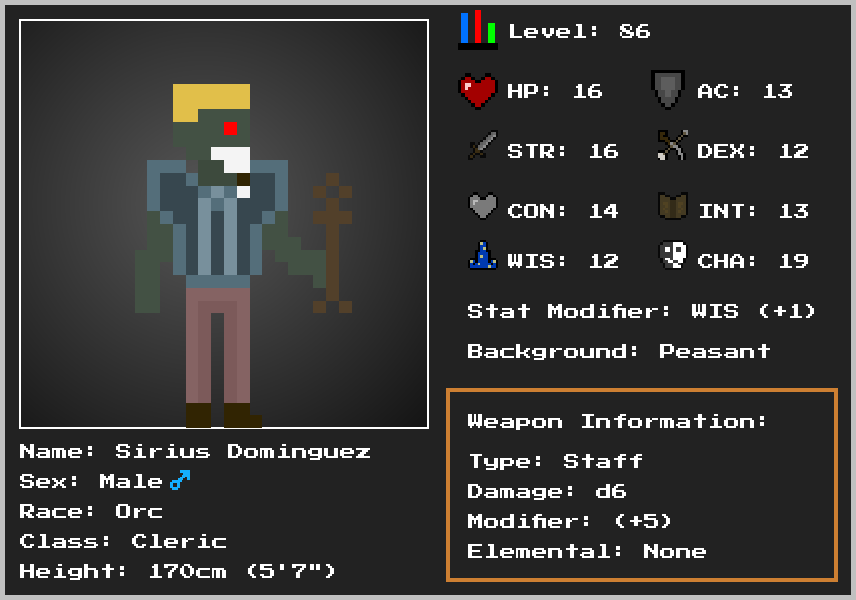 Level: 86
HP: 16 AC: 13
STR: 16 DEX: 12
CON: 14 INT: 13
WIS: 12 CHA: 19
Stat Modifier: WIS (+1)
Background: Peasant
Weapon Information:
Type: Staff
Damage: d6
Modifier: (+5)
Elemental: None
Name: Sirius Dominguez
Sex: Male ♂
Race: Orc
Class: Cleric
Height: 170cm (5'7")